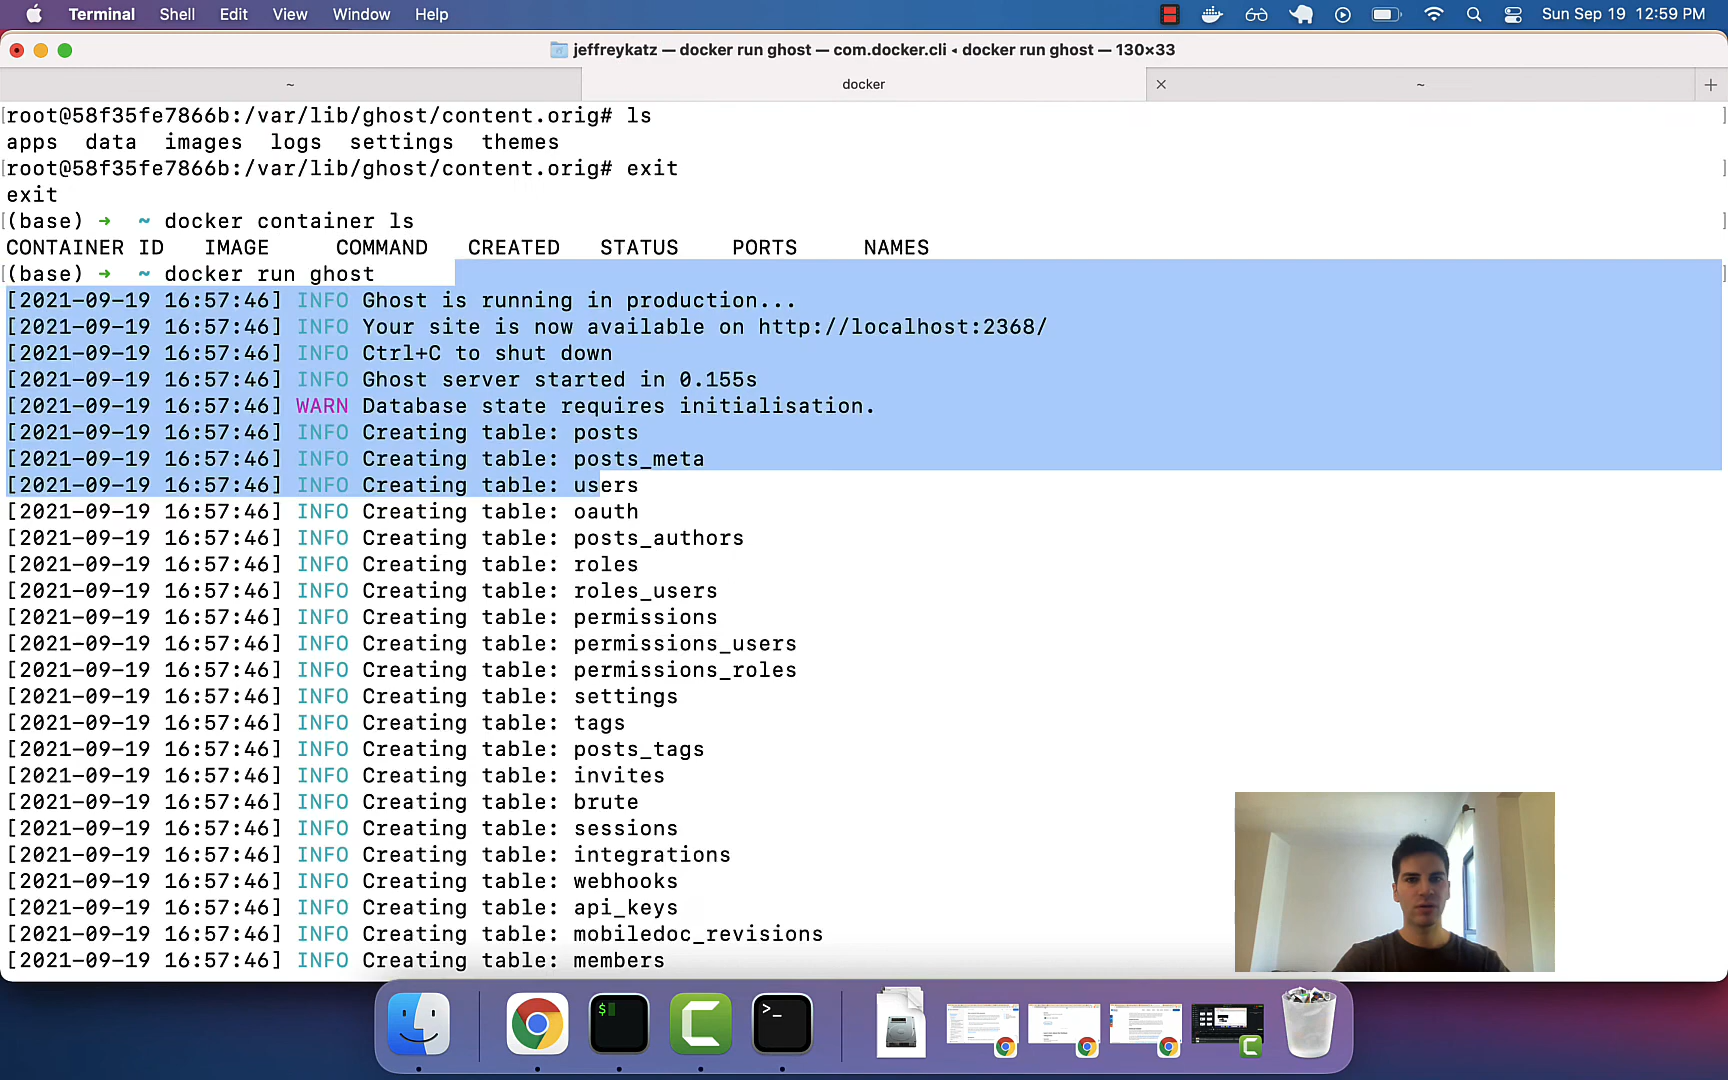 Terminal Shell Edit View Window Help Sun Sep 19 12:59 PM
jeffreykatz — docker run ghost — com.docker.cli ◂ docker run ghost — 130×33
~ docker ~
root@58f35fe7866b:/var/lib/ghost/content.orig# ls
apps data images logs settings themes
root@58f35fe7866b:/var/lib/ghost/content.orig# exit
exit
(base) ➜ ~ docker container ls
CONTAINER ID IMAGE COMMAND CREATED STATUS PORTS NAMES
(base) ➜ ~ docker run ghost
[2021-09-19 16:57:46] INFO Ghost is running in production...
[2021-09-19 16:57:46] INFO Your site is now available on http://localhost:2368/
[2021-09-19 16:57:46] INFO Ctrl+C to shut down
[2021-09-19 16:57:46] INFO Ghost server started in 0.155s
[2021-09-19 16:57:46] WARN Database state requires initialisation.
[2021-09-19 16:57:46] INFO Creating table: posts
[2021-09-19 16:57:46] INFO Creating table: posts_meta
[2021-09-19 16:57:46] INFO Creating table: users
[2021-09-19 16:57:46] INFO Creating table: oauth
[2021-09-19 16:57:46] INFO Creating table: posts_authors
[2021-09-19 16:57:46] INFO Creating table: roles
[2021-09-19 16:57:46] INFO Creating table: roles_users
[2021-09-19 16:57:46] INFO Creating table: permissions
[2021-09-19 16:57:46] INFO Creating table: permissions_users
[2021-09-19 16:57:46] INFO Creating table: permissions_roles
[2021-09-19 16:57:46] INFO Creating table: settings
[2021-09-19 16:57:46] INFO Creating table: tags
[2021-09-19 16:57:46] INFO Creating table: posts_tags
[2021-09-19 16:57:46] INFO Creating table: invites
[2021-09-19 16:57:46] INFO Creating table: brute
[2021-09-19 16:57:46] INFO Creating table: sessions
[2021-09-19 16:57:46] INFO Creating table: integrations
[2021-09-19 16:57:46] INFO Creating table: webhooks
[2021-09-19 16:57:46] INFO Creating table: api_keys
[2021-09-19 16:57:46] INFO Creating table: mobiledoc_revisions
[2021-09-19 16:57:46] INFO Creating table: members